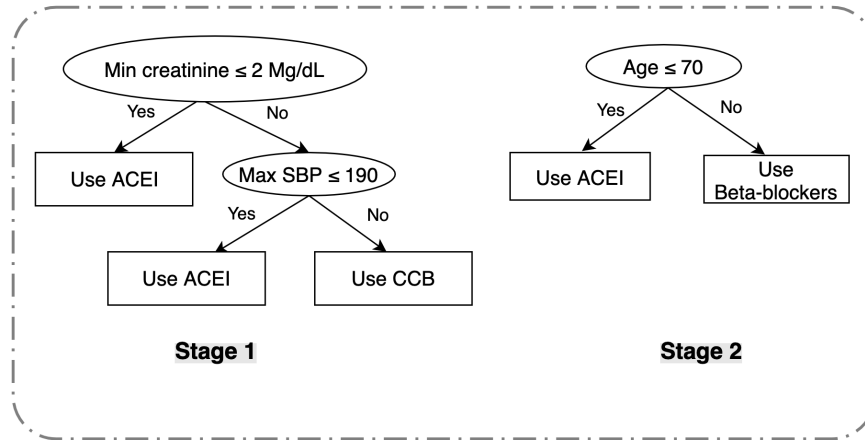 Min creatinine ≤ 2 Mg/dL
Yes
No
Use ACEI
Max SBP ≤ 190
Yes
No
Use ACEI
Use CCB
Stage 1
Age ≤ 70
Yes
No
Use ACEI
Use
Beta-blockers
Stage 2